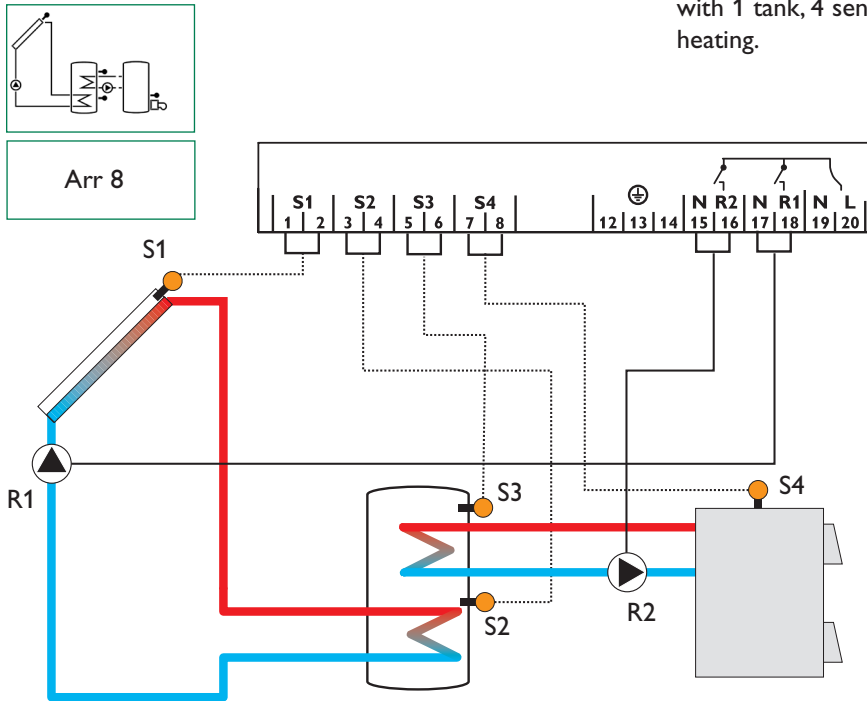 with 1 tank, 4 sen
heating.
Arr 8
S1 S2 S3 S4 N R2 N R1 N L
1 2 3 4 5 6 7 8 12 13 14 15 16 17 18 19 20
S1
R1
S3
S4
S2
R2